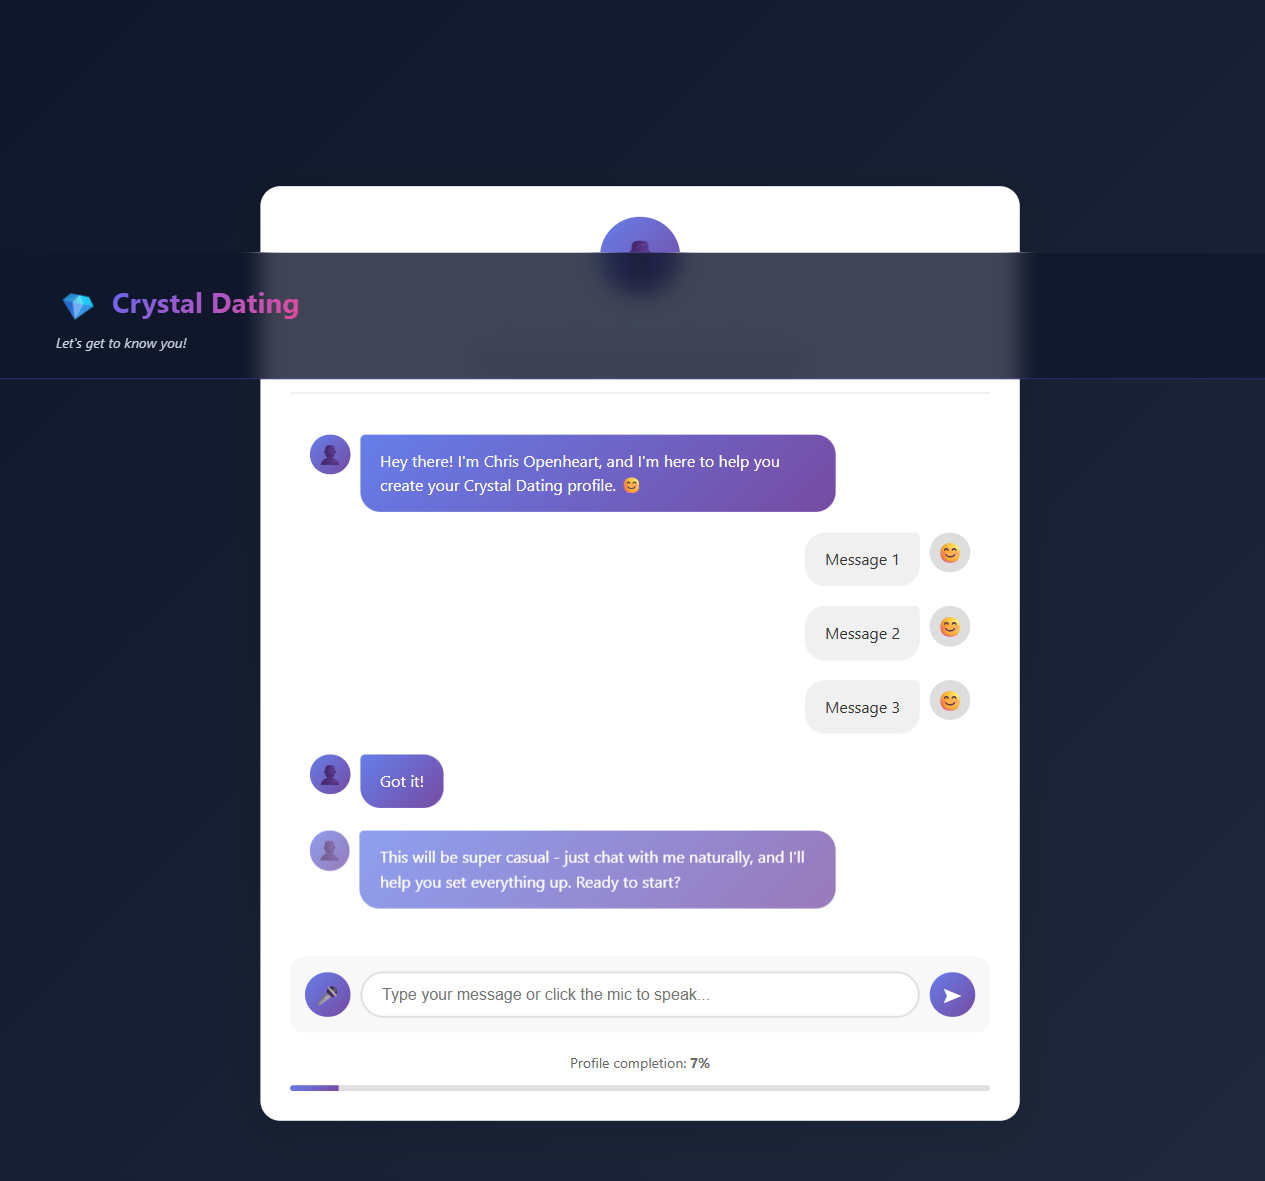 Crystal Dating
Let's get to know you!
Hey there! I'm Chris Openheart, and I'm here to help you
create your Crystal Dating profile. 😊
Message 1
Message 2
Message 3
Got it!
This will be super casual - just chat with me naturally, and I'll
help you set everything up. Ready to start?
Type your message or click the mic to speak...
Profile completion: 7%